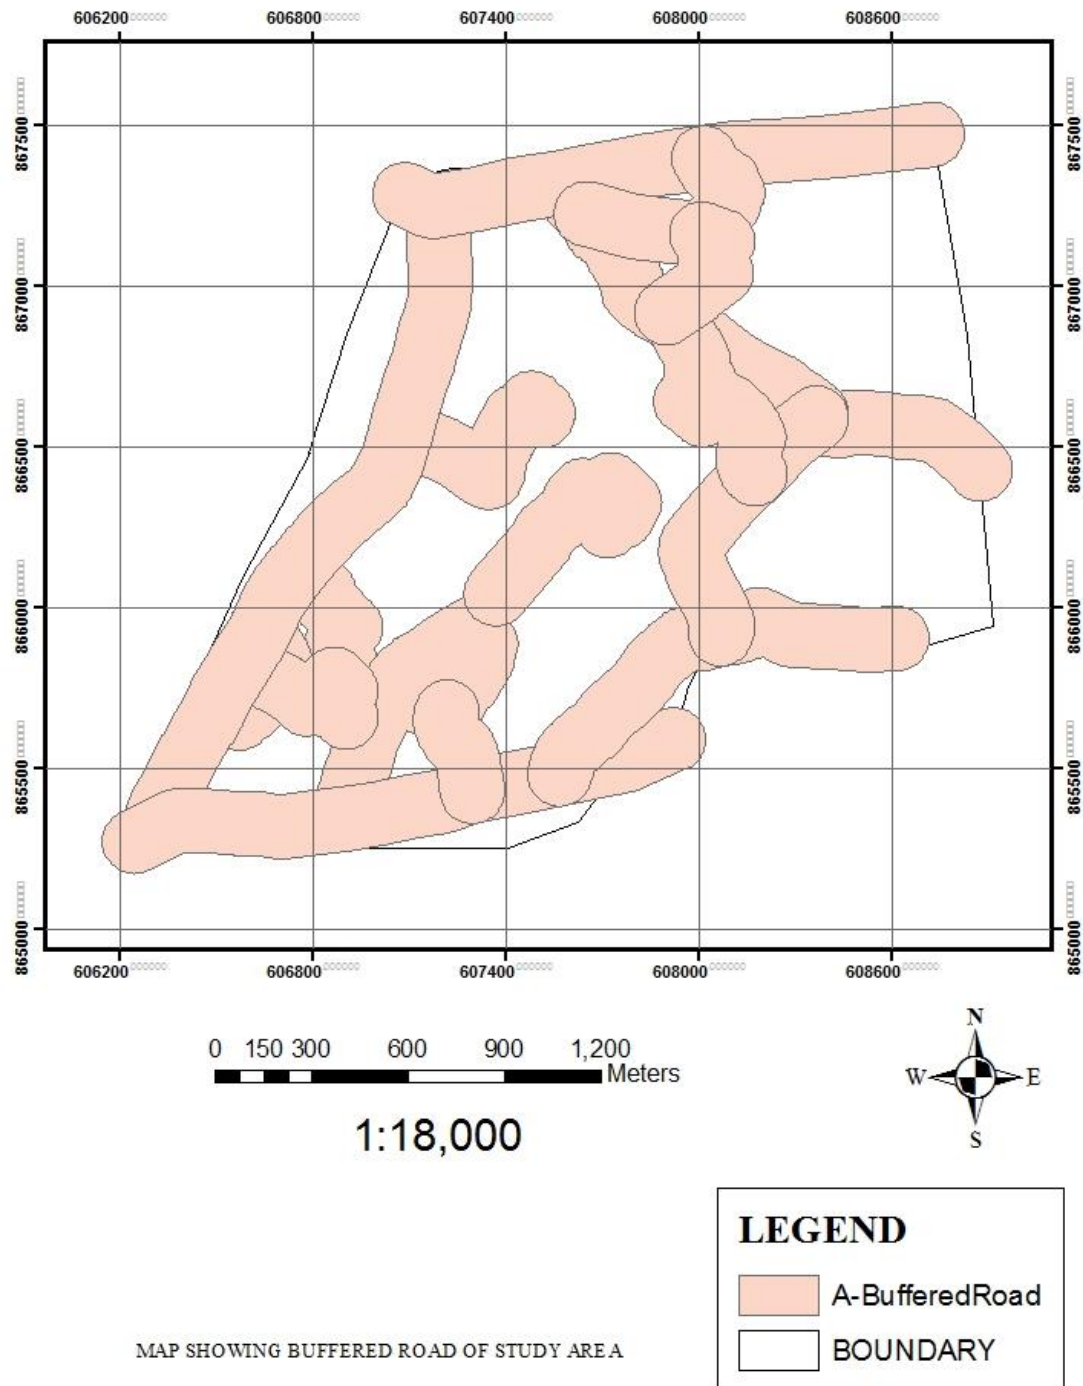 606200 606800 607400 608000 608600
867500 867500
867000 867000
866500 866500
866000 866000
865500 865500
865000 865000
606200 606800 607400 608000 608600
0 150 300 600 900 1,200
Meters
1:18,000
N
W E
S
LEGEND
A-BufferedRoad
BOUNDARY
MAP SHOWING BUFFERED ROAD OF STUDY AREA